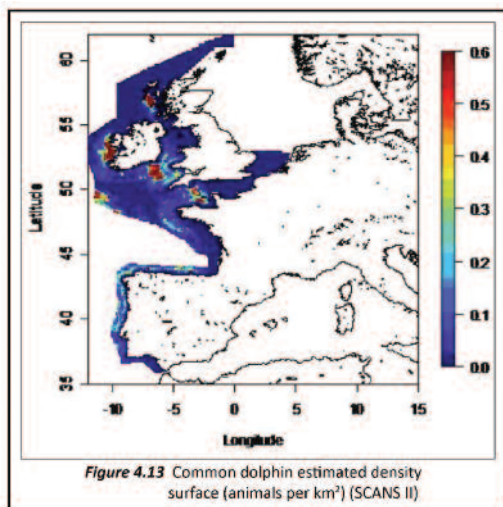 60
55
50
45
40
35
Latitude
-10 -5 0 5 10 15
Longitude
0.6
0.5
0.4
0.3
0.2
0.1
0.0
Figure 4.13 Common dolphin estimated density
surface (animals per km²) (SCANS II)